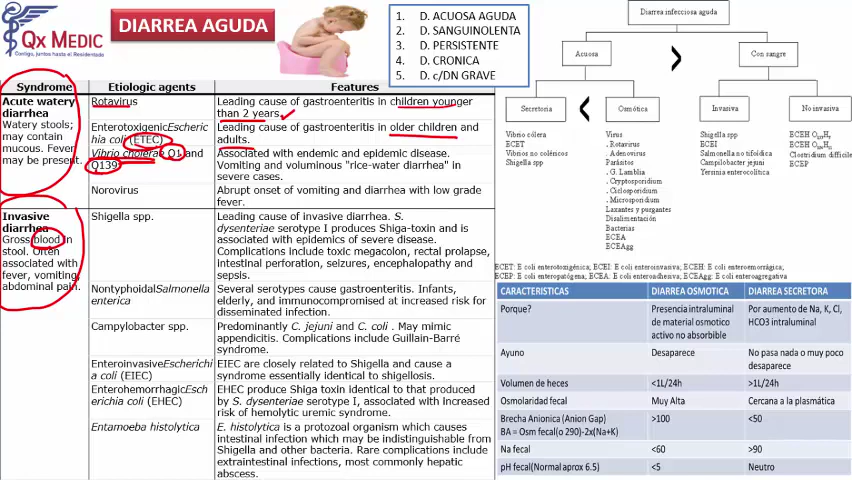 Qx MEDIC
Contigo, juntos hasta el Residentado
DIARREA AGUDA
1. D. ACUOSA AGUDA
2. D. SANGUINOLENTA
3. D. PERSISTENTE
4. D. CRONICA
5. D. c/DN GRAVE
Diarrea infecciosa aguda
Acuosa
Con sangre
Secretoria
Osmótica
Invasiva
No invasiva
Vibrio cólera
ECET
Vibrios no coléricos
Shigella spp
Virus
. Rotavirus
. Adenovirus
Parásitos
. G. Lamblia
. Cryptosporidium
. Ciclosporidium
. Microsporidium
Laxantes y purgantes
Disalimentación
Bacterias
ECEA
ECEAgg
Shigella spp
ECEI
Salmonella no tifoidica
Campilobacter jejuni
Yersinia enterocolítica
ECEH
ECEH
Clostridium difficile
ECEP
ECET: E coli enterotoxigénica; ECEI: E coli enteroinvasiva; ECEH: E coli enteroemorrágica;
ECEP: E coli enteropatógena; ECEA: E coli enteroadhesiva; ECEAgg: E coli enteroagregativa
Syndrome Etiologic agents Features
Acute watery
diarrhea
Watery stools;
may contain
mucous. Fever
may be present.
Rotavirus
Leading cause of gastroenteritis in children younger
than 2 years.
Enterotoxigenic Escheric
hia coli (ETEC)
Leading cause of gastroenteritis in older children and
adults.
Vibrio cholerae O1 and
O139
Associated with endemic and epidemic disease.
Vomiting and voluminous "rice-water diarrhea" in
severe cases.
Norovirus
Abrupt onset of vomiting and diarrhea with low grade
fever.
Invasive
diarrhea
Gross blood in
stool. Often
associated with
fever, vomiting,
abdominal pain.
Shigella spp.
Leading cause of invasive diarrhea. S.
dysenteriae serotype I produces Shiga-toxin and is
associated with epidemics of severe disease.
Complications include toxic megacolon, rectal prolapse,
intestinal perforation, seizures, encephalopathy and
sepsis.
NontyphoidalSalmonella
enterica
Several serotypes cause gastroenteritis. Infants,
elderly, and immunocompromised at increased risk for
disseminated infection.
Campylobacter spp.
Predominantly C. jejuni and C. coli . May mimic
appendicitis. Complications include Guillain-Barré
syndrome.
EnteroinvasiveEscherichi
a coli (EIEC)
EIEC are closely related to Shigella and cause a
syndrome essentially identical to shigellosis.
EnterohemorrhagicEsch
erichia coli (EHEC)
EHEC produce Shiga toxin identical to that produced
by S. dysenteriae serotype I, associated with increased
risk of hemolytic uremic syndrome.
Entamoeba histolytica
E. histolytica is a protozoal organism which causes
intestinal infection which may be indistinguishable from
Shigella and other bacteria. Rare complications include
extraintestinal infections, most commonly hepatic
abscess.
CARACTERISTICAS DIARREA OSMOTICA DIARREA SECRETORA
Porque?
Presencia intraluminal
de material osmotico
activo no absorbible
Por aumento de Na, K, Cl,
HCO3 intraluminal
Ayuno
Desaparece
No pasa nada o muy poco
desaparece
Volumen de heces <1L/24h >1L/24h
Osmolaridad fecal Muy Alta Cercana a la plasmática
Brecha Anionica (Anion Gap)
BA = Osm fecal(o 290)-2x(Na+K)
>100 <50
Na fecal <60 >90
pH fecal(Normal aprox 6.5) <5 Neutro